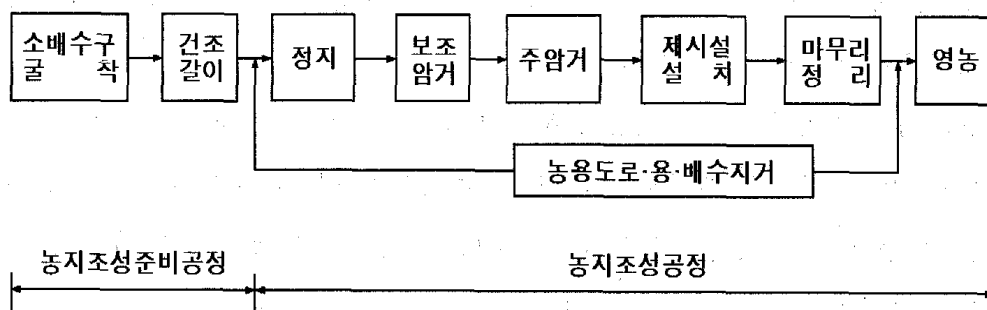 소배수구
굴 착
건조
갈이
정지
보조
암거
주암거
제시설
설 치
마무리
정 리
영농
농용도로·용·배수지거
농지조성준비공정
농지조성공정